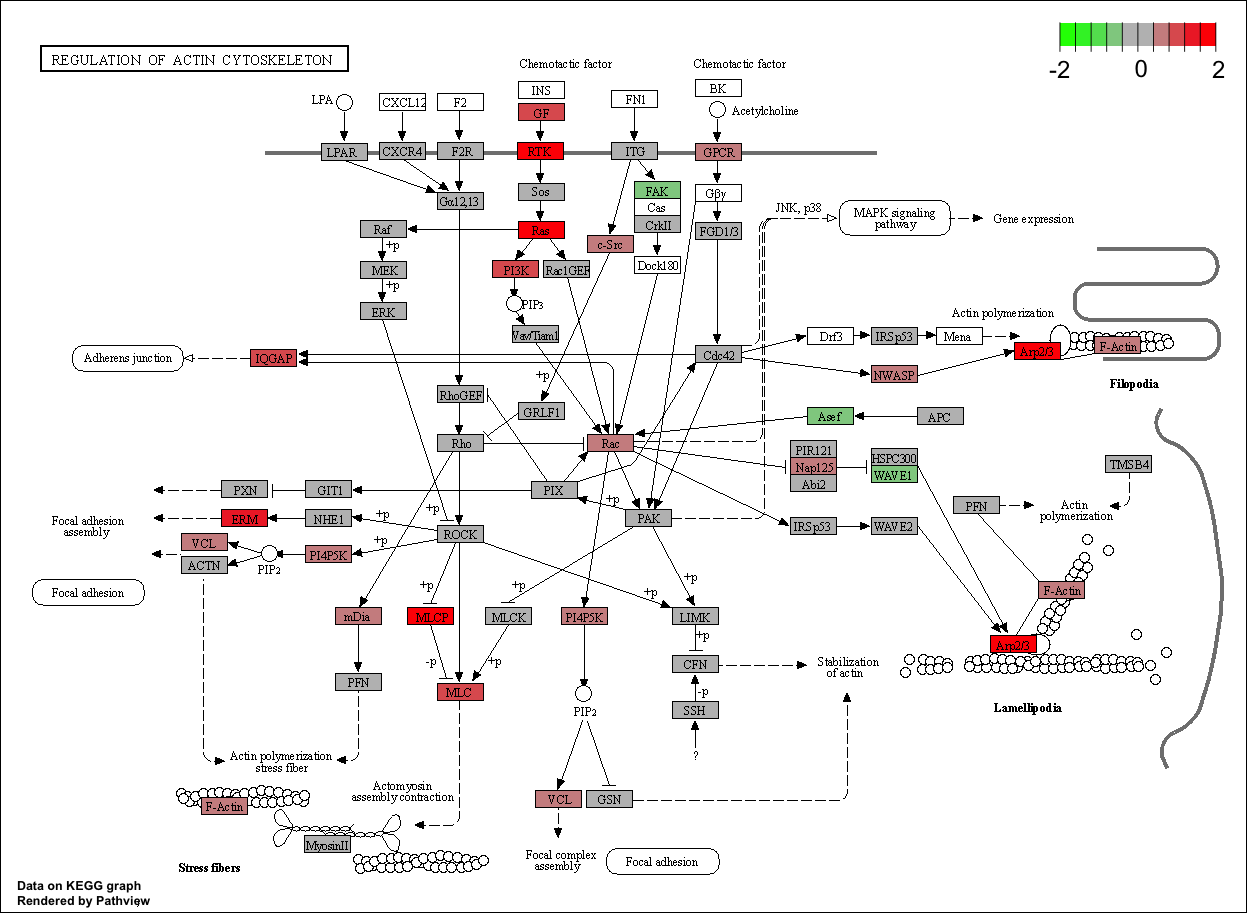 REGULATION OF ACTIN CYTOSKELETON
-2 0 2
Chemotactic factor
Chemotactic factor
LPA
CXCL12
F2
INS
GF
FN1
BK
Acetylcholine
LPAR
CXCR4
F2R
RTK
ITG
GPCR
Gα12,13
Sos
FAK
Cas
CrkII
Dock180
Gβγ
FGD1/3
JNK, p38
MAPK signaling
pathway
Gene expression
Raf
+p
MEK
+p
ERK
Ras
c-Src
PI3K
Rac1GEF
PIP3
Vav/Tiam1
Adherens junction
IQGAP
Cdc42
Drf3
IRSp53
Mena
Actin polymerization
Arp2/3
F-Actin
NWASP
Filopodia
+p
RhoGEF
GRLF1
Asef
APC
Rho
Rac
PIR121
Nap125
Abi2
HSPC300
WAVE1
TMSB4
PXN
GIT1
PIX
+p
PAK
IRSp53
WAVE2
PFN
Actin
polymerization
Focal adhesion
assembly
ERM
NHE1
+p
+p
ROCK
VCL
ACTN
PIP2
PI4P5K
+p
Focal adhesion
mDia
+p
MLCP
+p
MLCK
PI4P5K
+p
+p
LIMK
F-Actin
Arp2/3
Lamellipodia
+p
CFN
Stabilization
of actin
-p
+p
PFN
MLC
-p
SSH
?
PIP2
Actin polymerization
stress fiber
Actomyosin
assembly contraction
F-Actin
MyosinII
Stress fibers
VCL
GSN
Focal complex
assembly
Focal adhesion
Data on KEGG graph
Rendered by Pathview